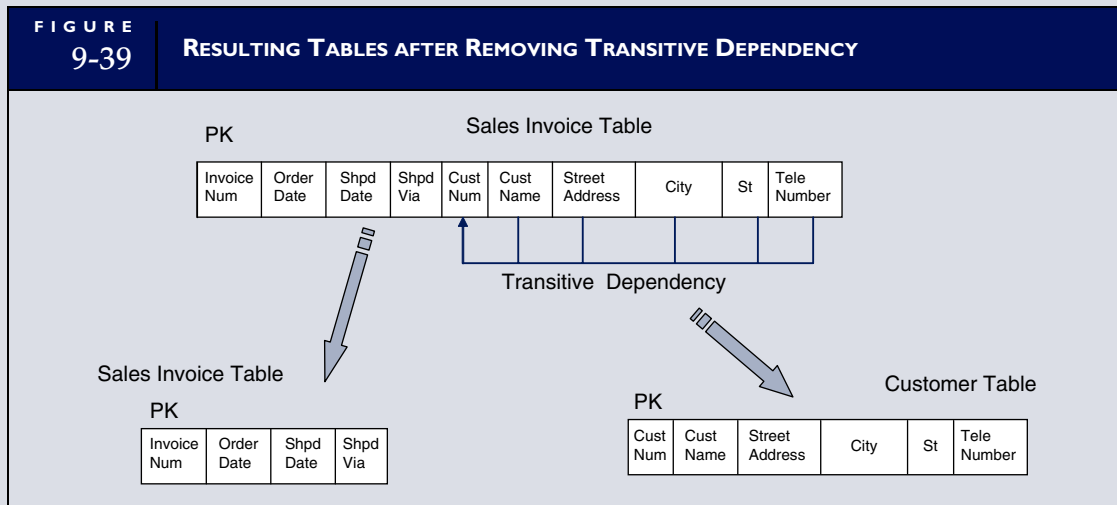 FIGURE
9-39
RESULTING TABLES AFTER REMOVING TRANSITIVE DEPENDENCY
PK
Sales Invoice Table
Invoice Num
Order Date
Shpd Date
Shpd Via
Cust Num
Cust Name
Street Address
City
St
Tele Number
Transitive Dependency
Sales Invoice Table
PK
Invoice Num
Order Date
Shpd Date
Shpd Via
Customer Table
PK
Cust Num
Cust Name
Street Address
City
St
Tele Number